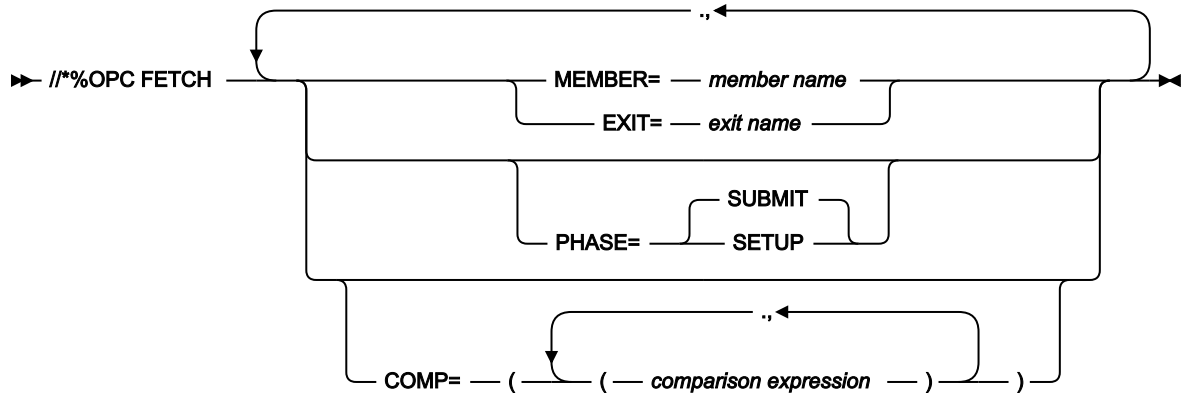 .,
//*%OPC FETCH MEMBER= member name
EXIT= exit name
SUBMIT
PHASE= SETUP
.,
COMP= ( ( comparison expression ) )